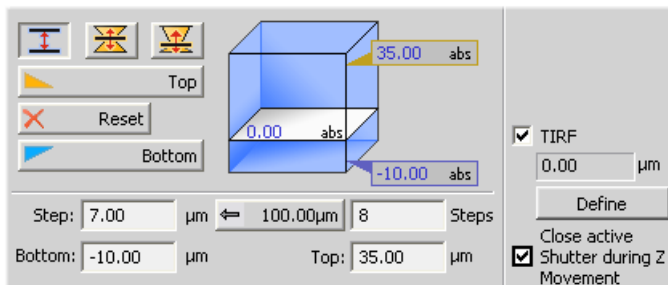 35.00 abs
Top
TIRF
Reset
0.00 abs
0.00 µm
Bottom
-10.00 abs
Define
Step: 7.00 µm 100.00µm 8 Steps
Close active
Shutter during Z
Movement
Bottom: -10.00 µm Top: 35.00 µm